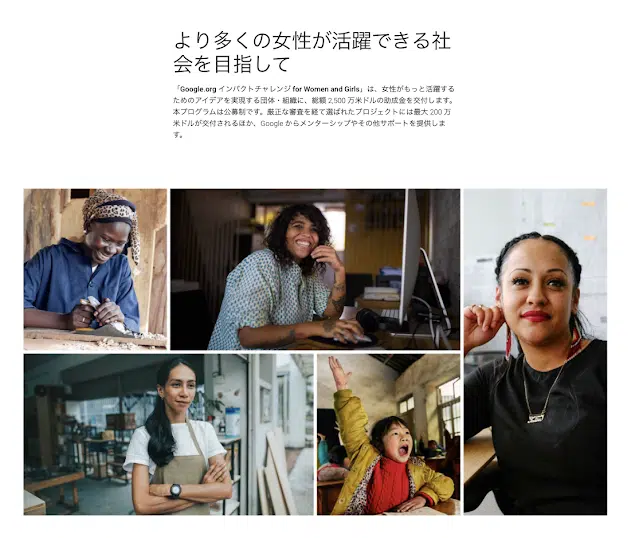 より多くの女性が活躍できる社
会を目指して
「Google.org インパクトチャレンジ for Women and Girls」は、女性がもっと活躍する
ためのアイデアを実現する団体・組織に、総額 2,500 万米ドルの助成金を交付します。
本プログラムは公募制です。厳正な審査を経て選ばれたプロジェクトには最大 200 万
米ドルが交付されるほか、Google からメンターシップやその他サポートを提供しま
す。